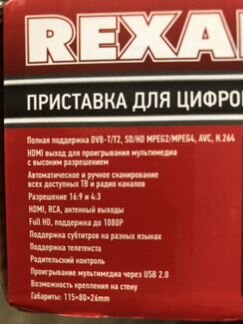 REXA
ПРИСТАВКА ДЛЯ ЦИФРО
Полная поддержка DVB-T/T2, SD/HD MPEG2/MPEG4, AVC, H.264
HDMI выход для проигрывания мультимедиа
с высоким разрешением
Автоматическое и ручное сканирование
всех доступных ТВ и радио каналов
Разрешение 16:9 и 4:3
HDMI, RCA, антенный выходы
Full HD, поддержка до 1080P
Поддержка субтитров на разных языках
Поддержка телетекста
Родительский контроль
Проигрывание мультимедиа через USB 2.0
Возможность крепления на стену
Габариты: 115×80×26mm